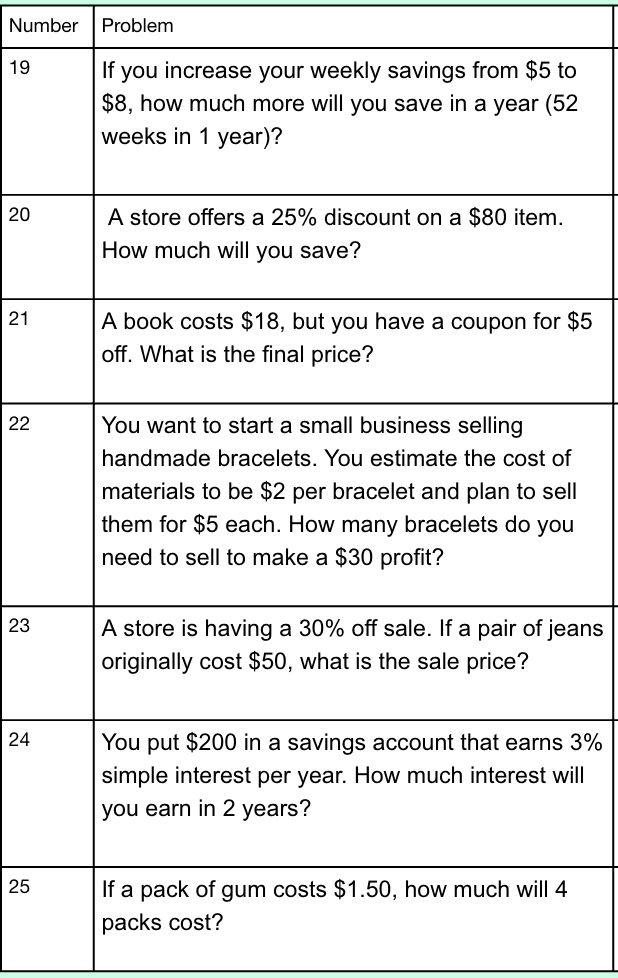 Number Problem
19 If you increase your weekly savings from $5 to
$8, how much more will you save in a year (52
weeks in 1 year)?
20 A store offers a 25% discount on a $80 item.
How much will you save?
21 A book costs $18, but you have a coupon for $5
off. What is the final price?
22 You want to start a small business selling
handmade bracelets. You estimate the cost of
materials to be $2 per bracelet and plan to sell
them for $5 each. How many bracelets do you
need to sell to make a $30 profit?
23 A store is having a 30% off sale. If a pair of jeans
originally cost $50, what is the sale price?
24 You put $200 in a savings account that earns 3%
simple interest per year. How much interest will
you earn in 2 years?
25 If a pack of gum costs $1.50, how much will 4
packs cost?